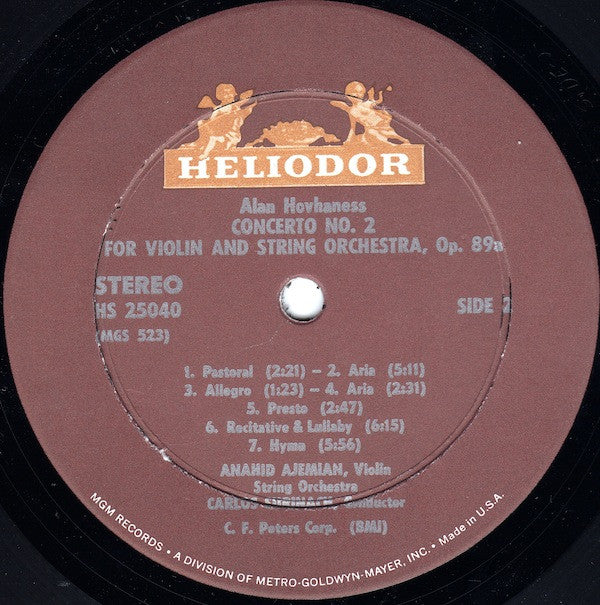 HELIODOR
Alan Hovhaness
CONCERTO NO. 2
FOR VIOLIN AND STRING ORCHESTRA, Op. 89a
STEREO
HS 25040
SIDE 2
(MGS 523)
1. Pastoral (2:21) – 2. Aria (5:11)
3. Allegro (1:23) – 4. Aria (2:31)
5. Presto (2:47)
6. Recitative & Lullaby (6:15)
7. Hymn (5:56)
ANAHID AJEMIAN, Violin
String Orchestra
CARLOS SURINACH, Conductor
C. F. Peters Corp. (BMI)
MGM RECORDS • A DIVISION OF METRO-GOLDWYN-MAYER, INC. • Made in U.S.A.